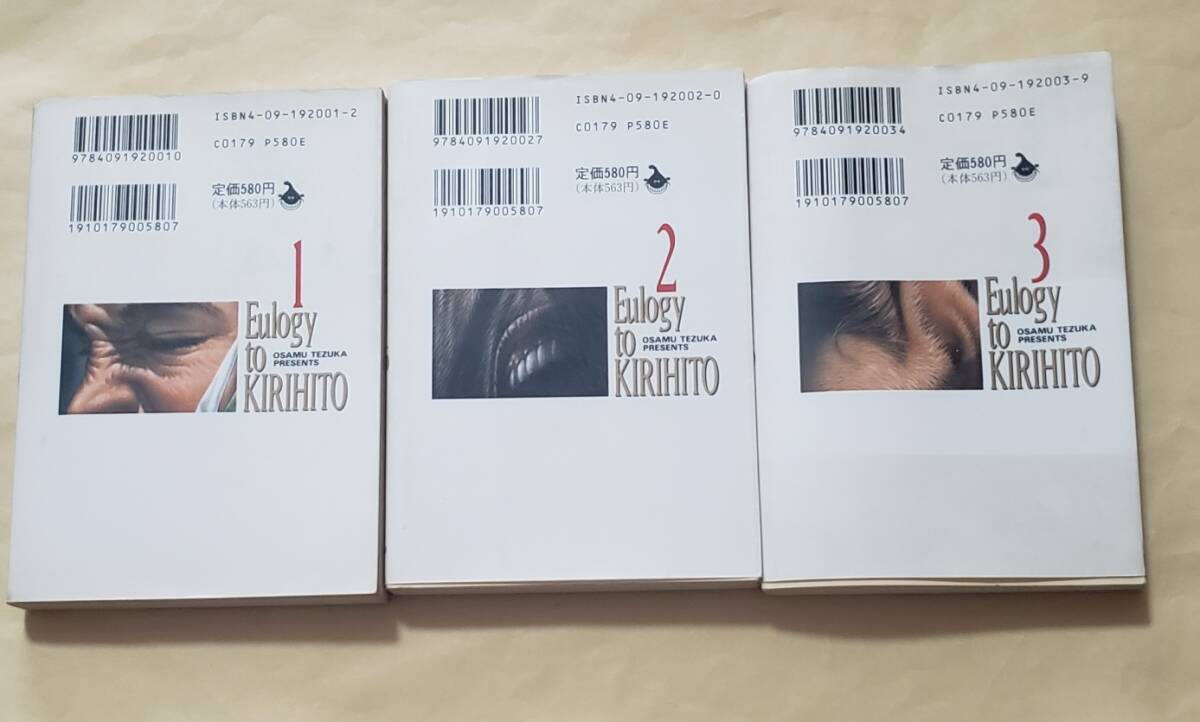 ISBN4-09-192001-2
9784091920010
C0179 P580E
定価580円
(本体563円)
1910179005807
1
Eulogy
to
OSAMU TEZUKA
PRESENTS
KIRIHITO
ISBN4-09-192002-0
9784091920027
C0179 P580E
定価580円
(本体563円)
1910179005807
2
Eulogy
to
OSAMU TEZUKA
PRESENTS
KIRIHITO
ISBN4-09-192003-9
9784091920034
C0179 P580E
定価580円
(本体563円)
1910179005807
3
Eulogy
to
OSAMU TEZUKA
PRESENTS
KIRIHITO